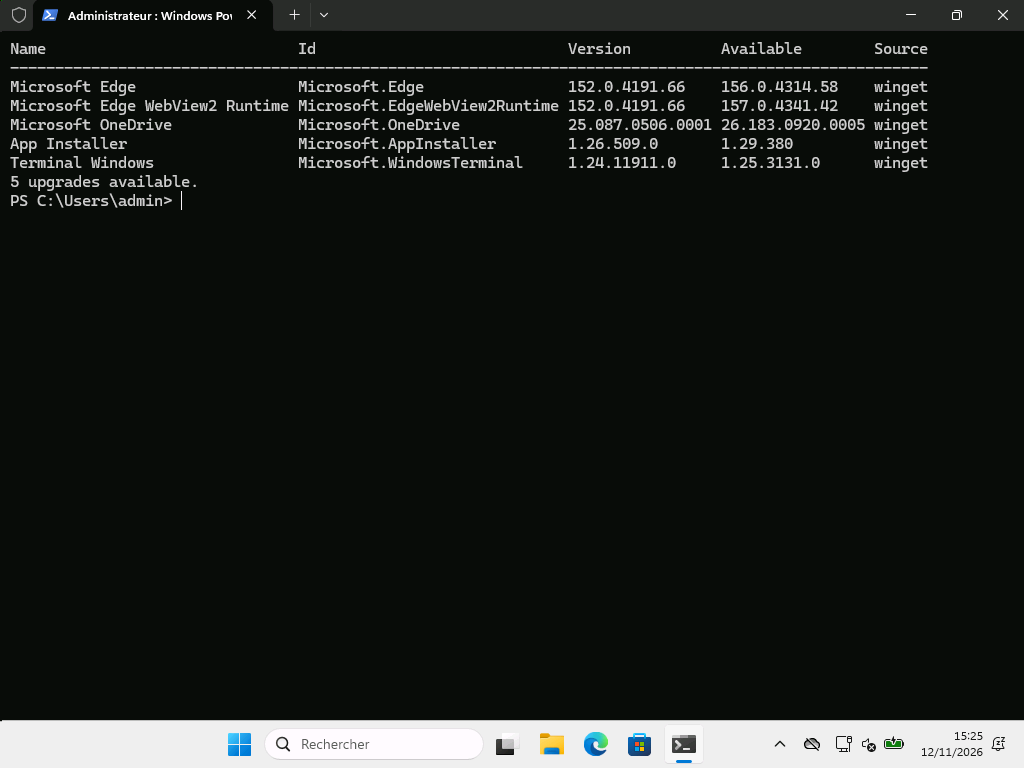 Administrateur : Windows Pov
Name Id Version Available Source
Microsoft Edge Microsoft.Edge 152.0.4191.66 156.0.4314.58 winget
Microsoft Edge WebView2 Runtime Microsoft.EdgeWebView2Runtime 152.0.4191.66 157.0.4341.42 winget
Microsoft OneDrive Microsoft.OneDrive 25.087.0506.0001 26.183.0920.0005 winget
App Installer Microsoft.AppInstaller 1.26.509.0 1.29.380 winget
Terminal Windows Microsoft.WindowsTerminal 1.24.11911.0 1.25.3131.0 winget
5 upgrades available.
PS C:\Users\admin>
Rechercher
15:25
12/11/2026